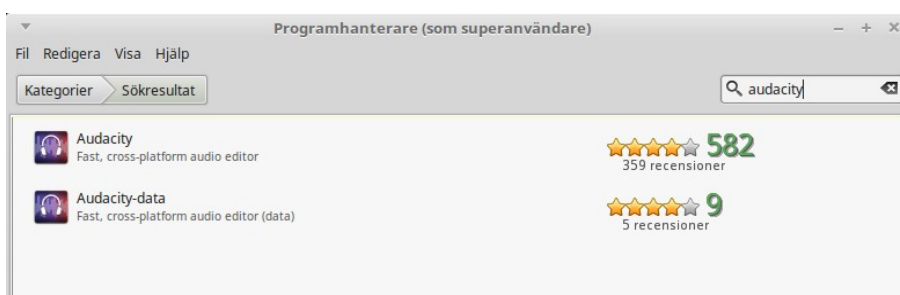 Programhanterare (som superanvändare)
Fil Redigera Visa Hjälp
Kategorier Sökresultat audacity
Audacity
Fast, cross-platform audio editor
582
359 recensioner
Audacity-data
Fast, cross-platform audio editor (data)
9
5 recensioner